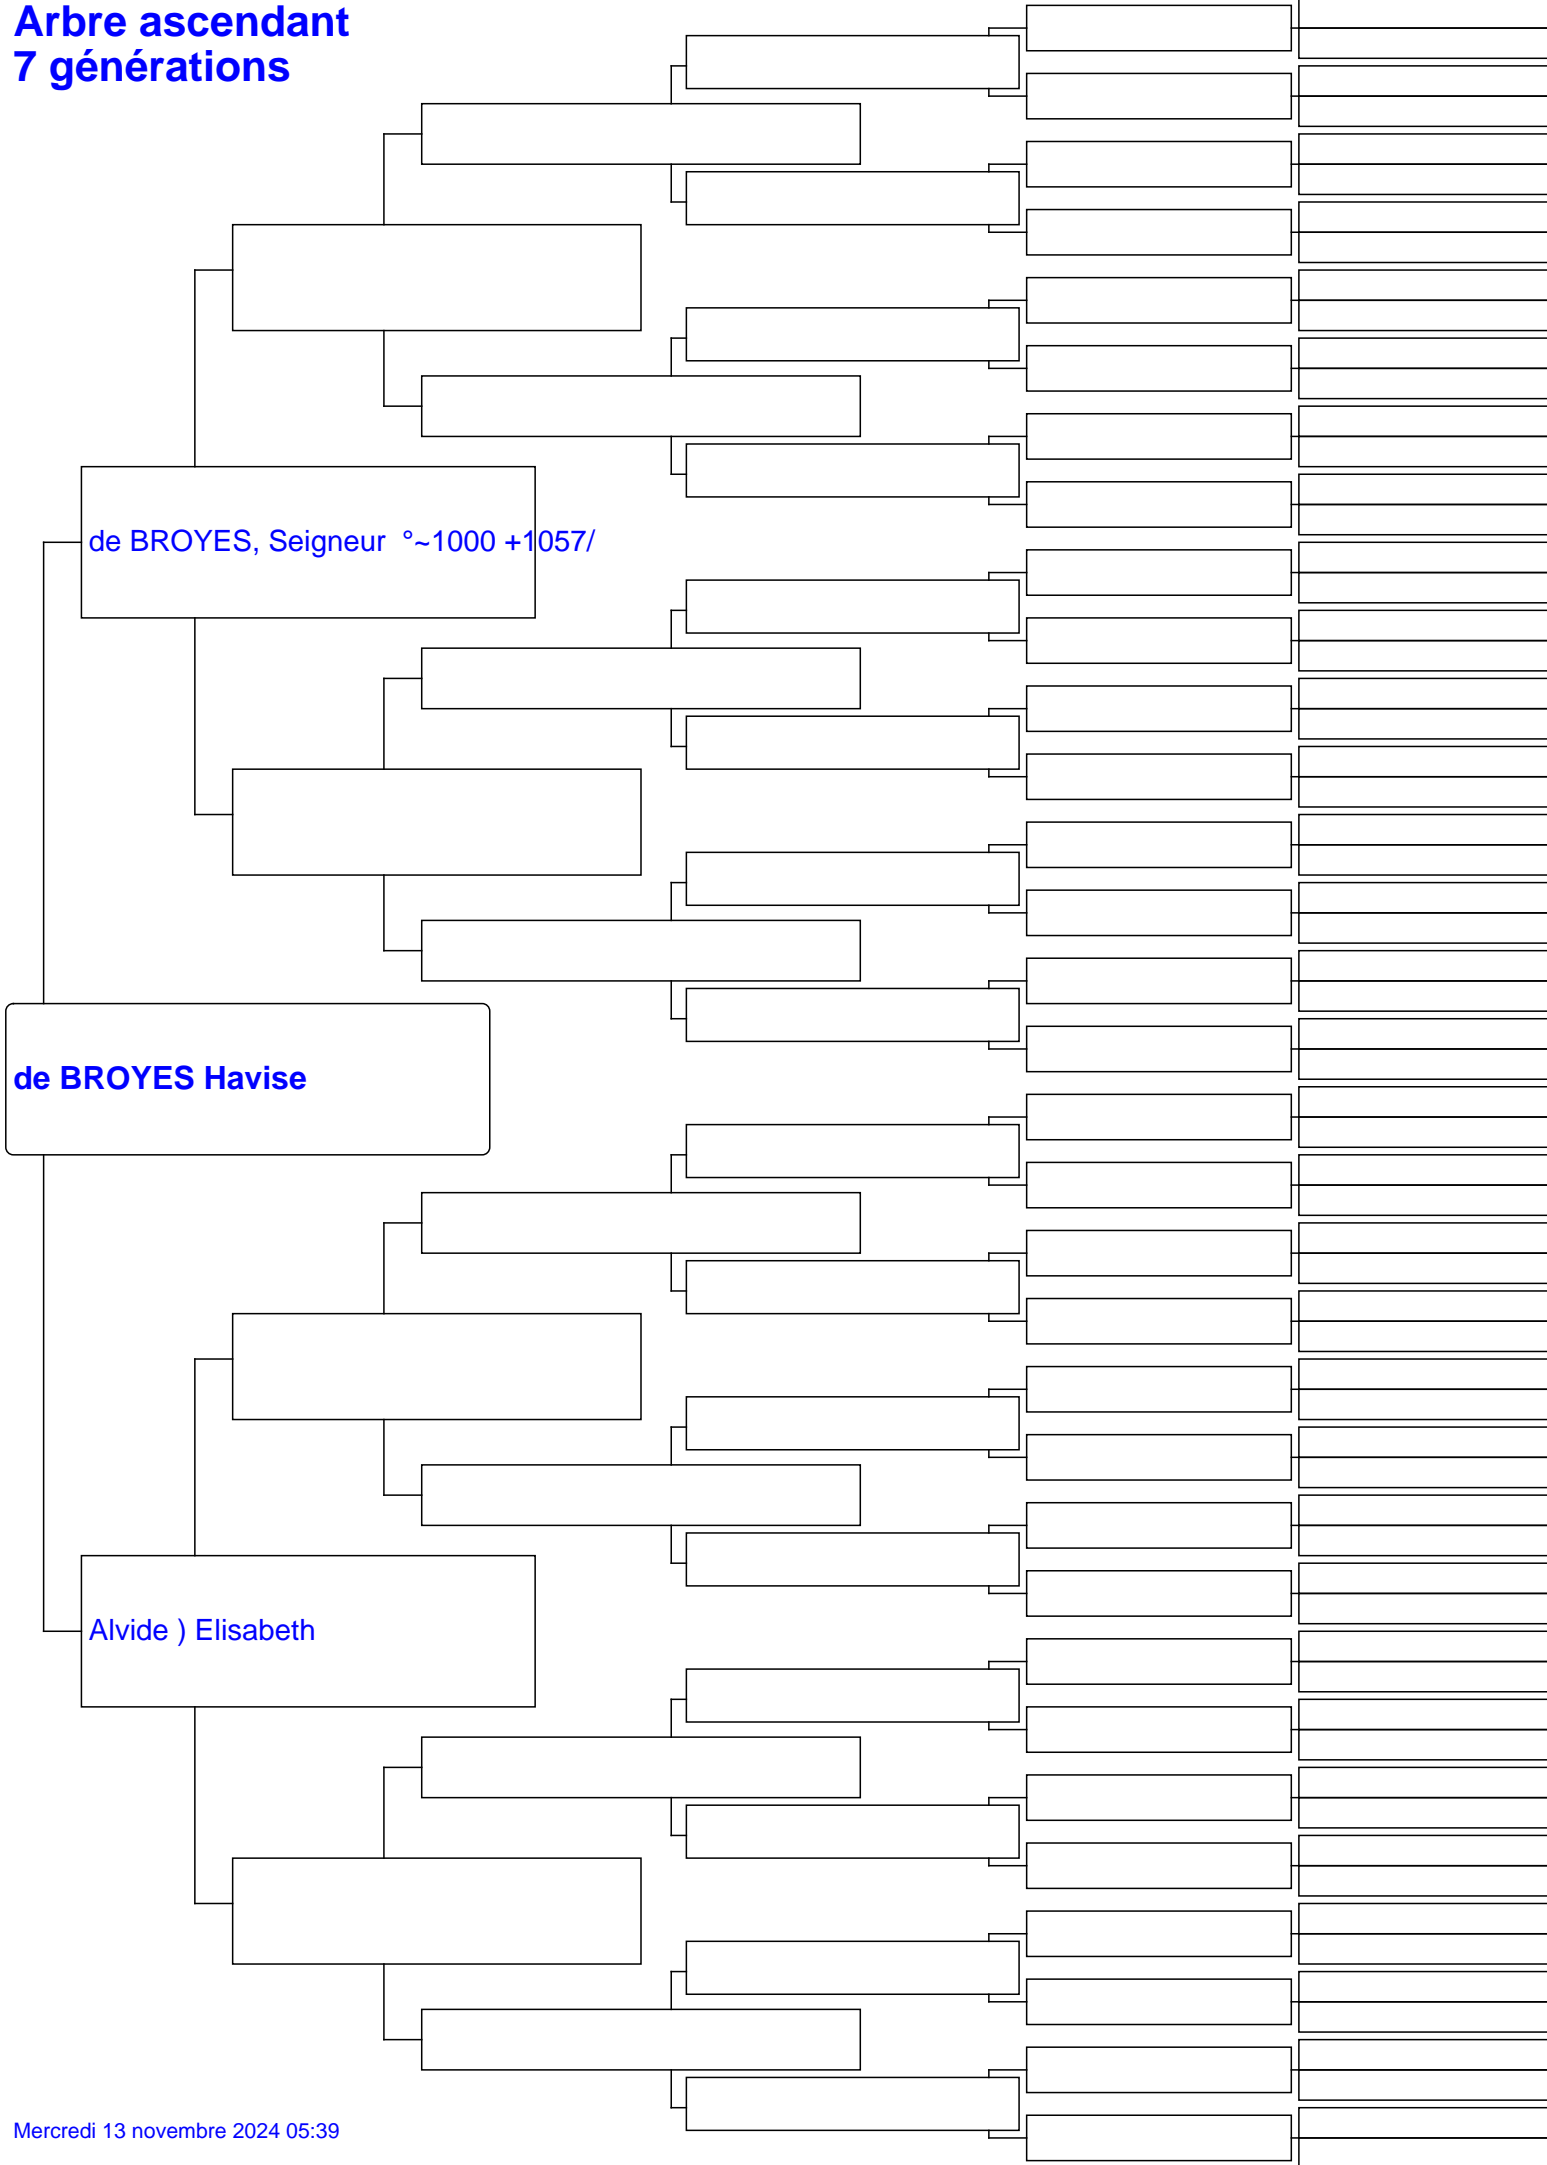 Arbre ascendant
7 générations
de BROYES, Seigneur  °~1000 +1057/
de BROYES Havise
Alvide ) Elisabeth
Mercredi 13 novembre 2024 05:39